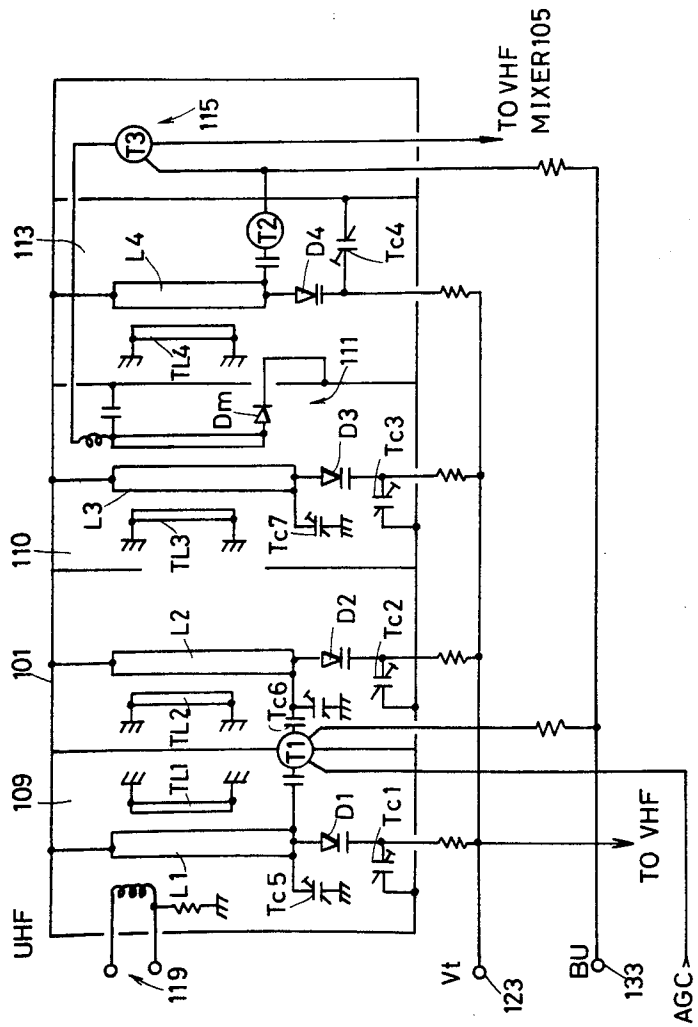 UHF
109
101
110
113
115
119
L1
TL1
TL2
L2
TL3
L3
TL4
L4
T1
T2
T3
Tc5
Tc6
Tc7
Dm
111
D1
D2
D3
D4
Tc1
Tc2
Tc3
Tc4
TO VHF
MIXER105
Vt
123
TO VHF
BU
133
AGC